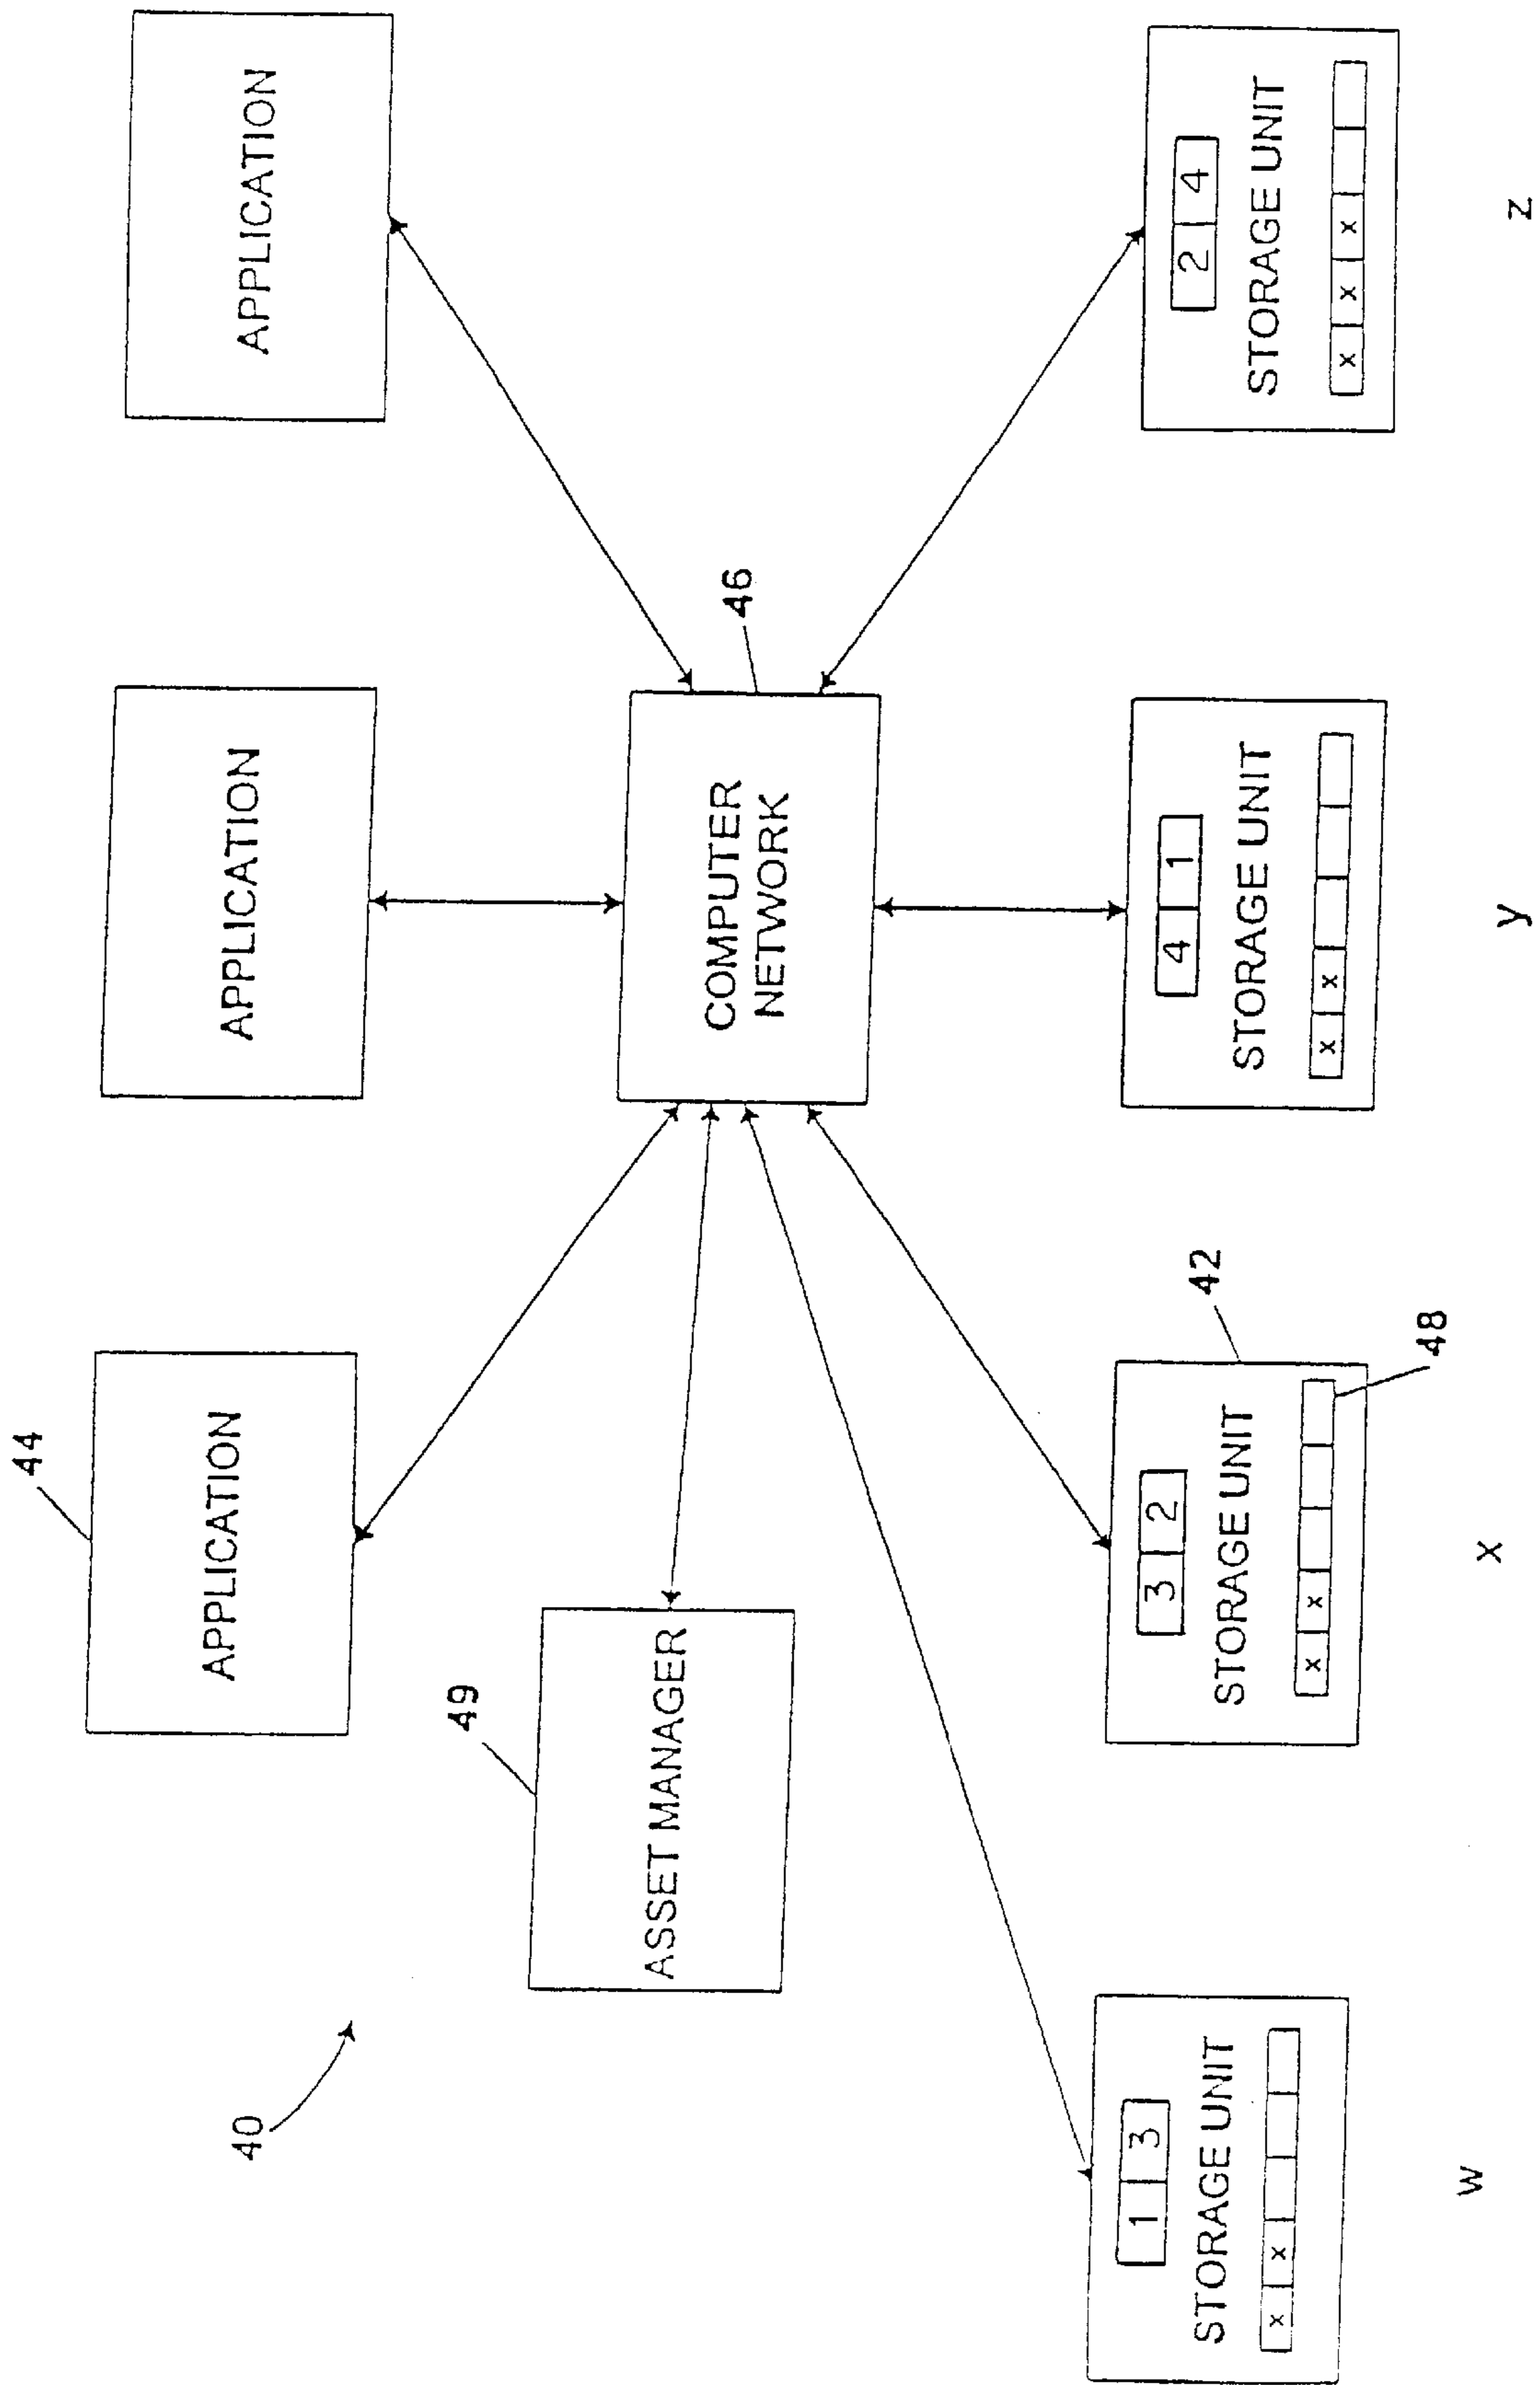 40
44
APPLICATION
APPLICATION
APPLICATION
49
ASSET MANAGER
COMPUTER
NETWORK
46
1 3
STORAGE UNIT
x x
w
3 2
STORAGE UNIT
x x
42
48
x
4 1
STORAGE UNIT
x x
y
2 4
STORAGE UNIT
x x x
z